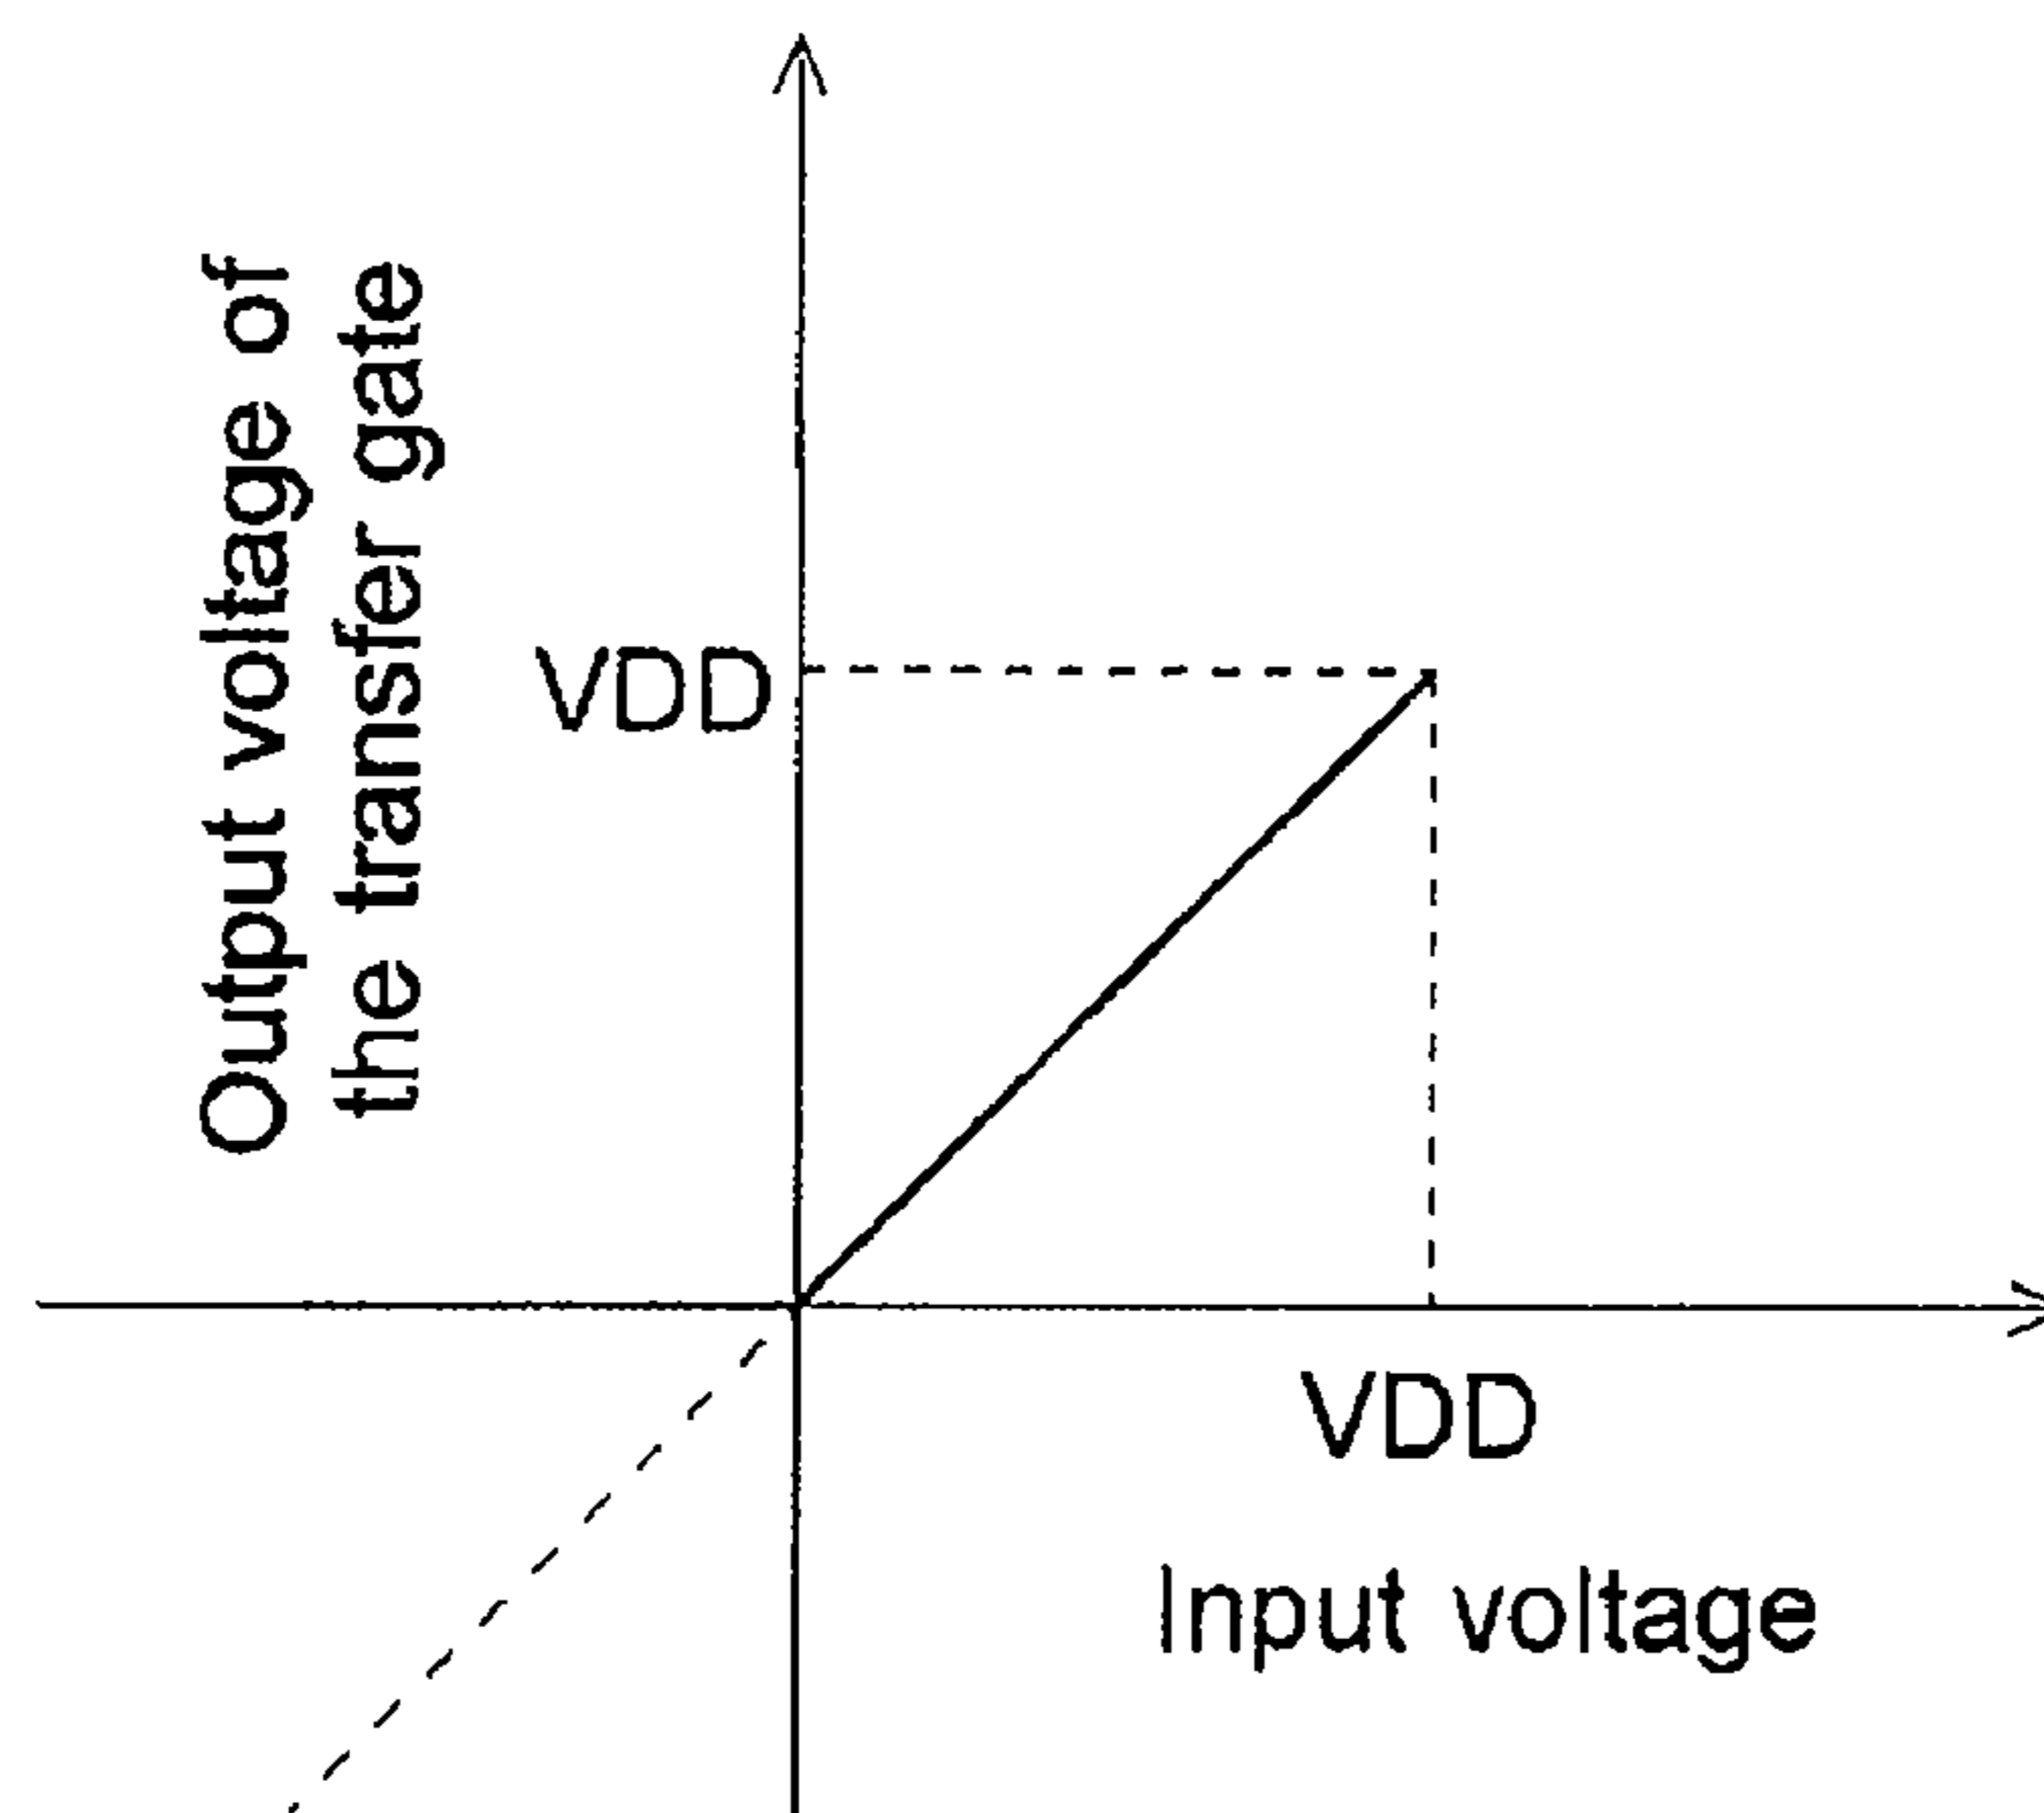 Output voltage of
the transfer gate
VDD
VDD
Input voltage